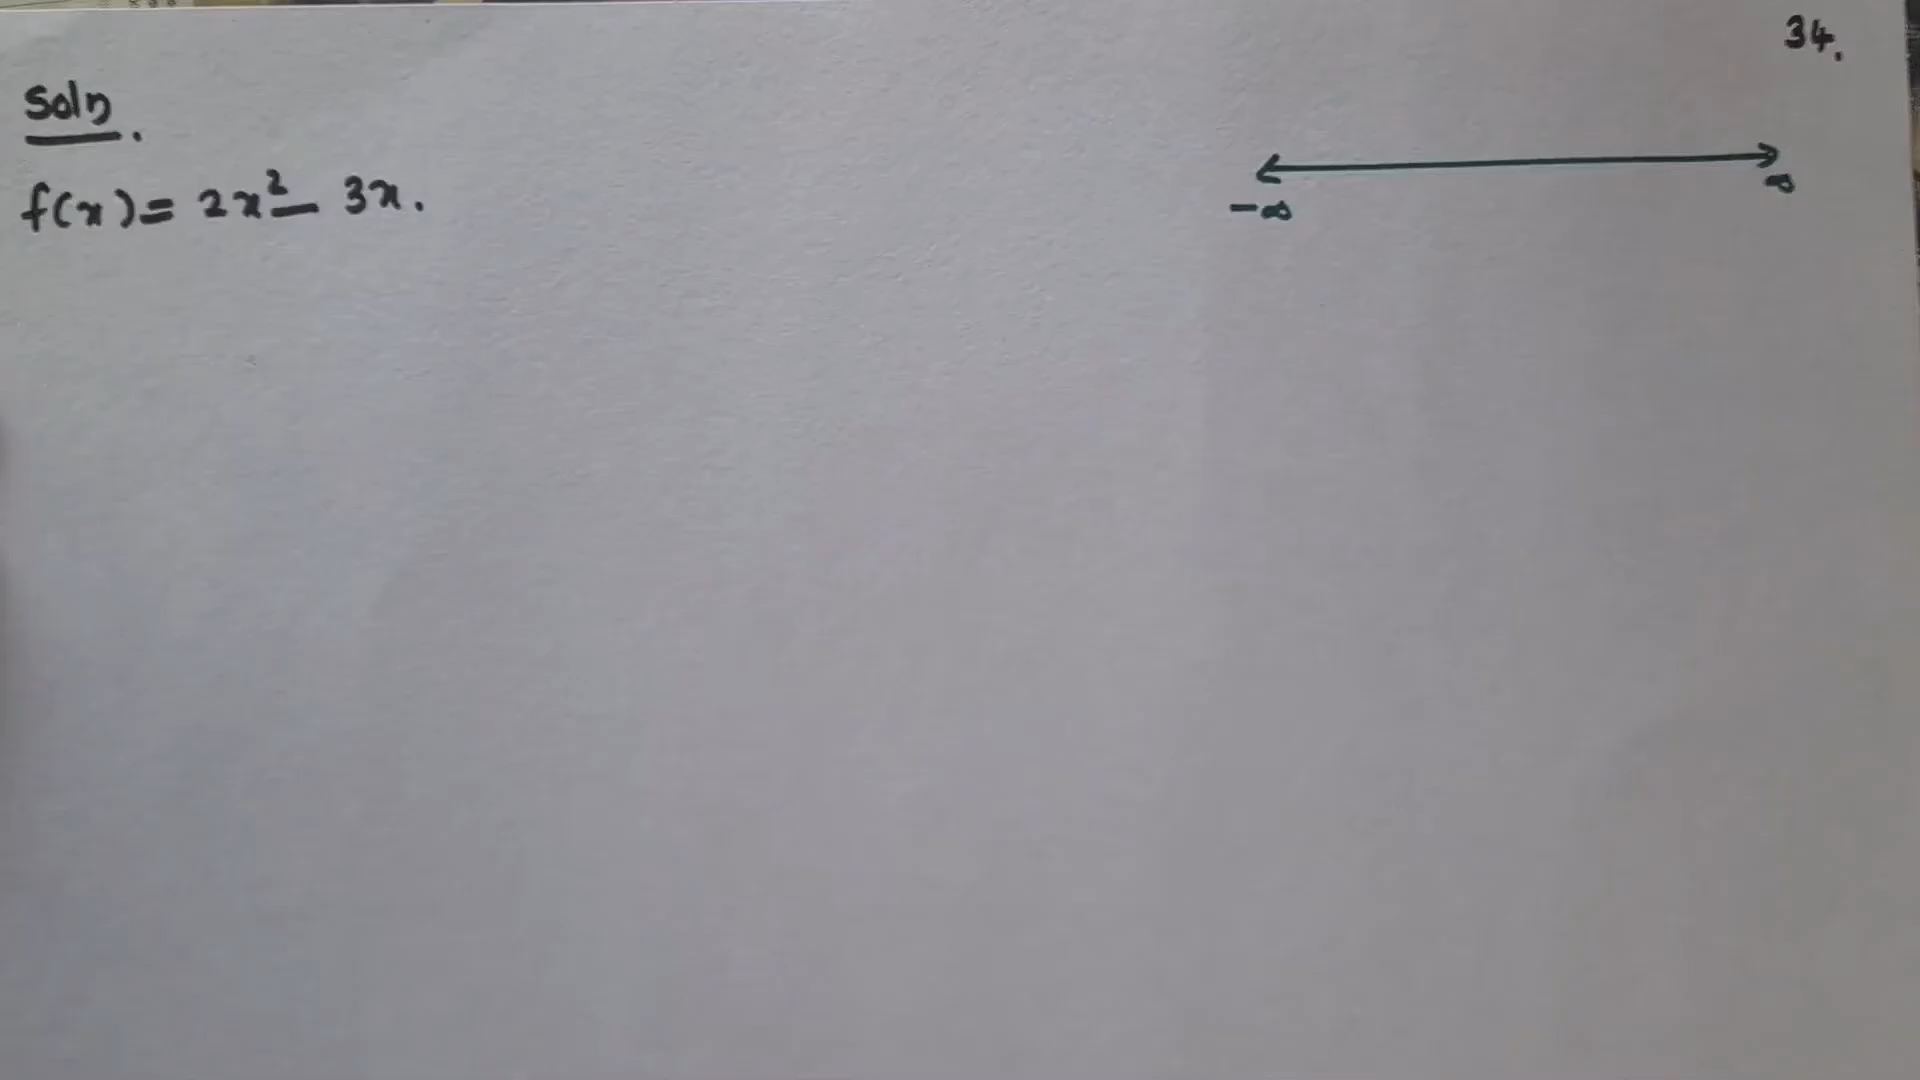 34.
Soln.
f(x) = 2x² - 3x.
-∞ ∞